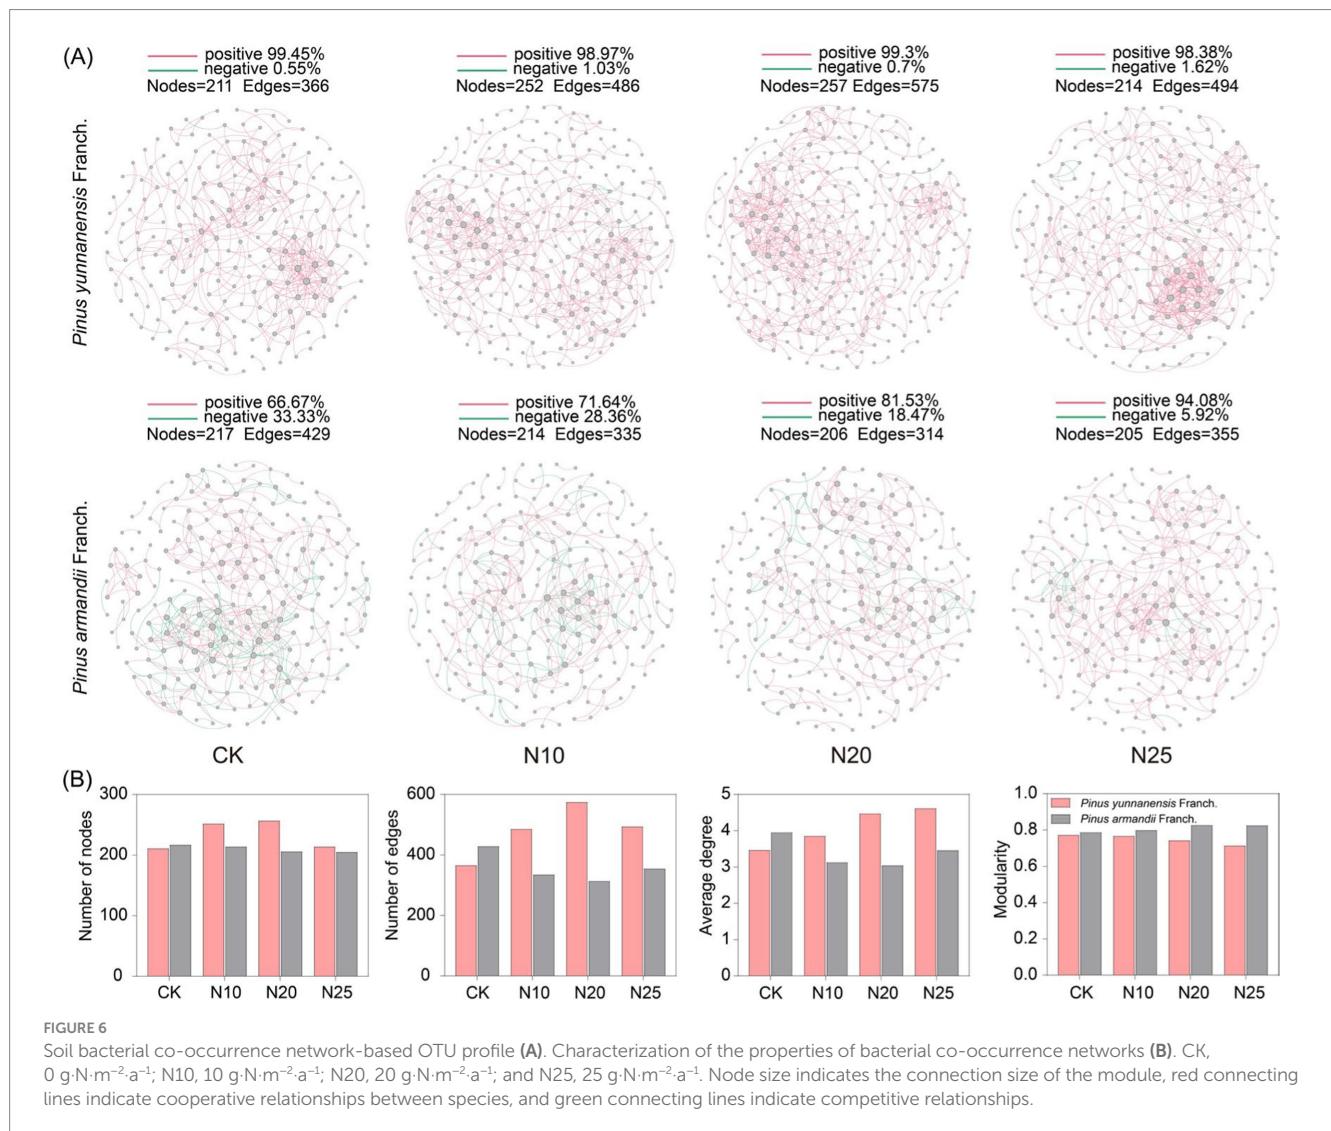 (A)
positive 99.45%
negative 0.55%
Nodes=211 Edges=366
positive 98.97%
negative 1.03%
Nodes=252 Edges=486
positive 99.3%
negative 0.7%
Nodes=257 Edges=575
positive 98.38%
negative 1.62%
Nodes=214 Edges=494
Pinus yunnanensis Franch.
positive 66.67%
negative 33.33%
Nodes=217 Edges=429
positive 71.64%
negative 28.36%
Nodes=214 Edges=335
positive 81.53%
negative 18.47%
Nodes=206 Edges=314
positive 94.08%
negative 5.92%
Nodes=205 Edges=355
Pinus armandii Franch.
CK
N10
N20
N25
(B)
Number of nodes
300
200
100
0
CK N10 N20 N25
Number of edges
600
400
200
0
CK N10 N20 N25
Average degree
5
4
3
2
1
0
CK N10 N20 N25
Modularity
1.0
0.8
0.6
0.4
0.2
0.0
Pinus yunnanensis Franch.
Pinus armandii Franch.
CK N10 N20 N25
FIGURE 6
Soil bacterial co-occurrence network-based OTU profile (A). Characterization of the properties of bacterial co-occurrence networks (B). CK,
0 g·N·m⁻²·a⁻¹; N10, 10 g·N·m⁻²·a⁻¹; N20, 20 g·N·m⁻²·a⁻¹; and N25, 25 g·N·m⁻²·a⁻¹. Node size indicates the connection size of the module, red connecting
lines indicate cooperative relationships between species, and green connecting lines indicate competitive relationships.